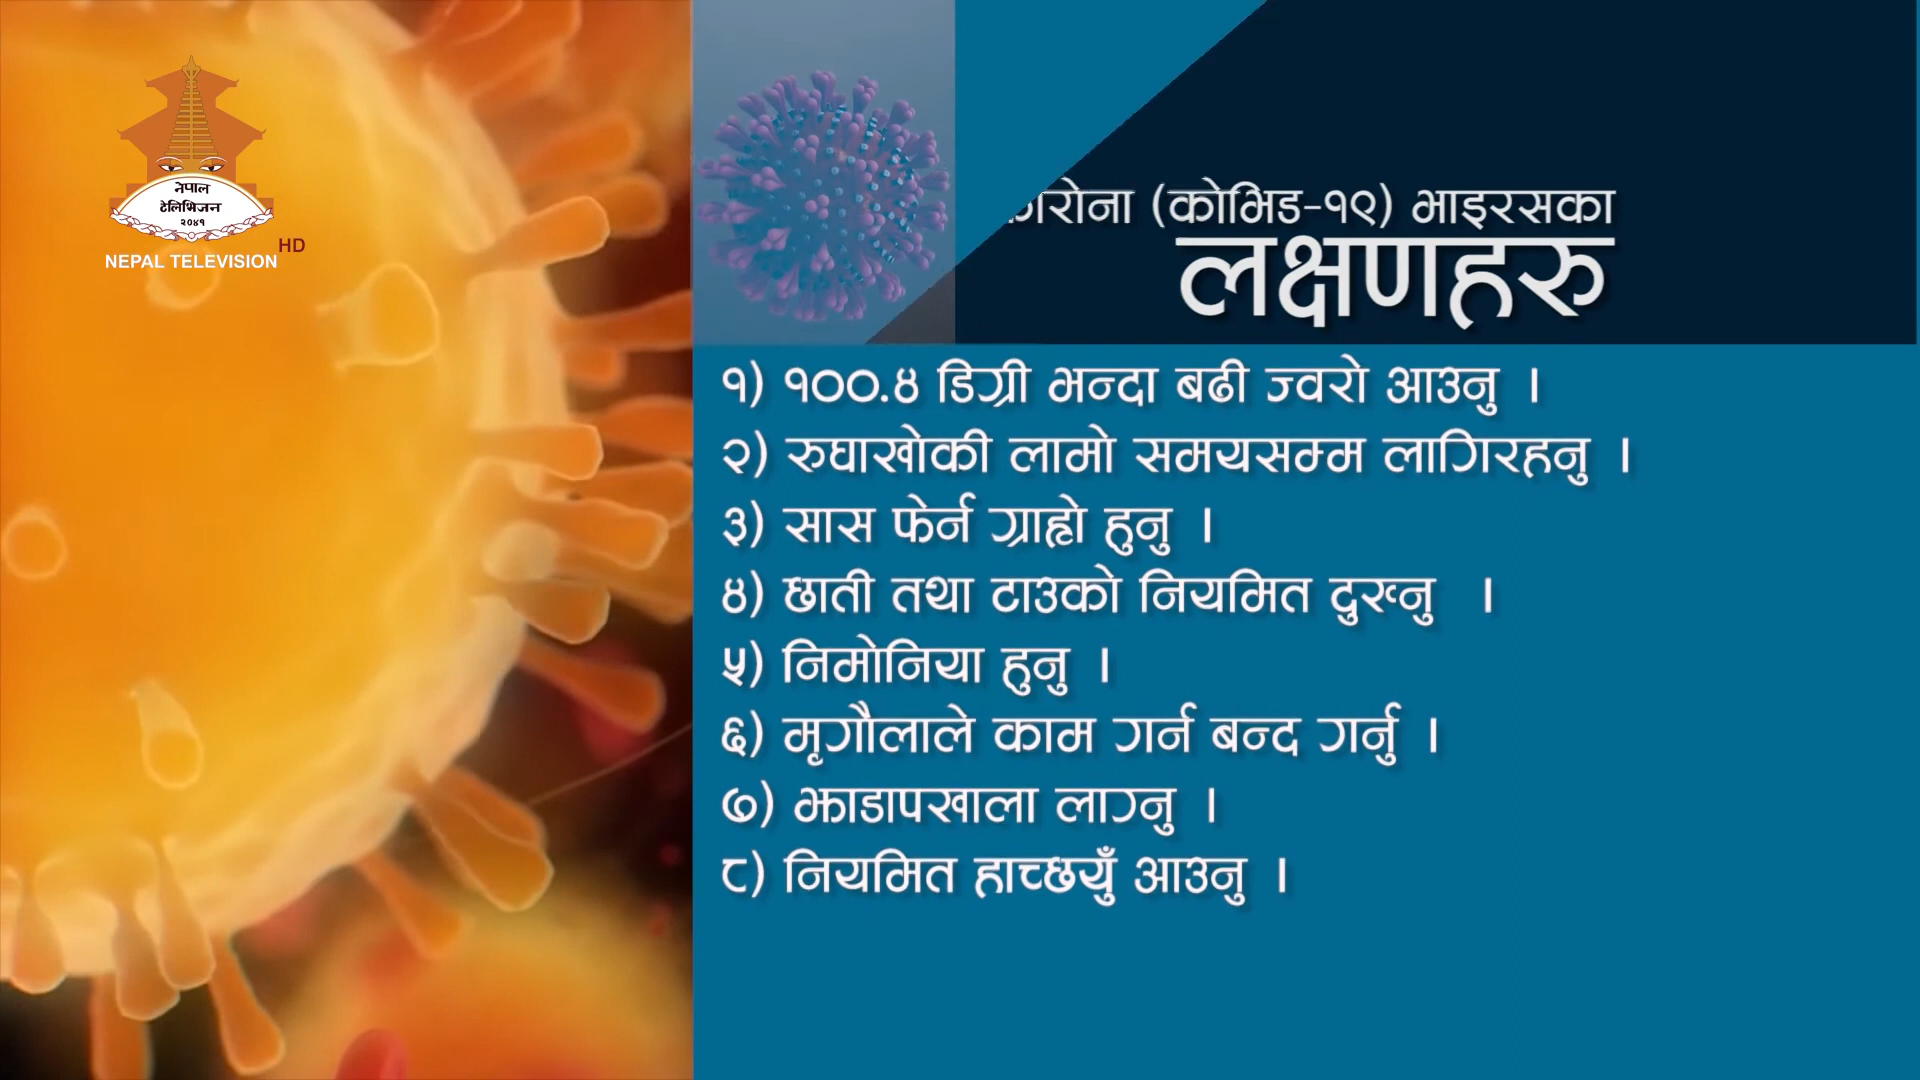 नेपाल
टेलिभिजन
२०४१
NEPAL TELEVISION HD
(कोभिड-१९) भाइरसका
लक्षणहरु
१) १००.४ डिग्री भन्दा बढी ज्वरो आउनु ।
२) रुघाखोकी लामो समयसम्म लागिरहनु ।
३) सास फेर्न ग्राह्वो हुनु ।
४) छाती तथा टाउको नियमित दुख्नु ।
५) निमोनिया हुनु ।
६) मृगौलाले काम गर्न बन्द गर्नु ।
७) झाडापखाला लाग्नु ।
८) नियमित हाच्छयुँ आउनु ।